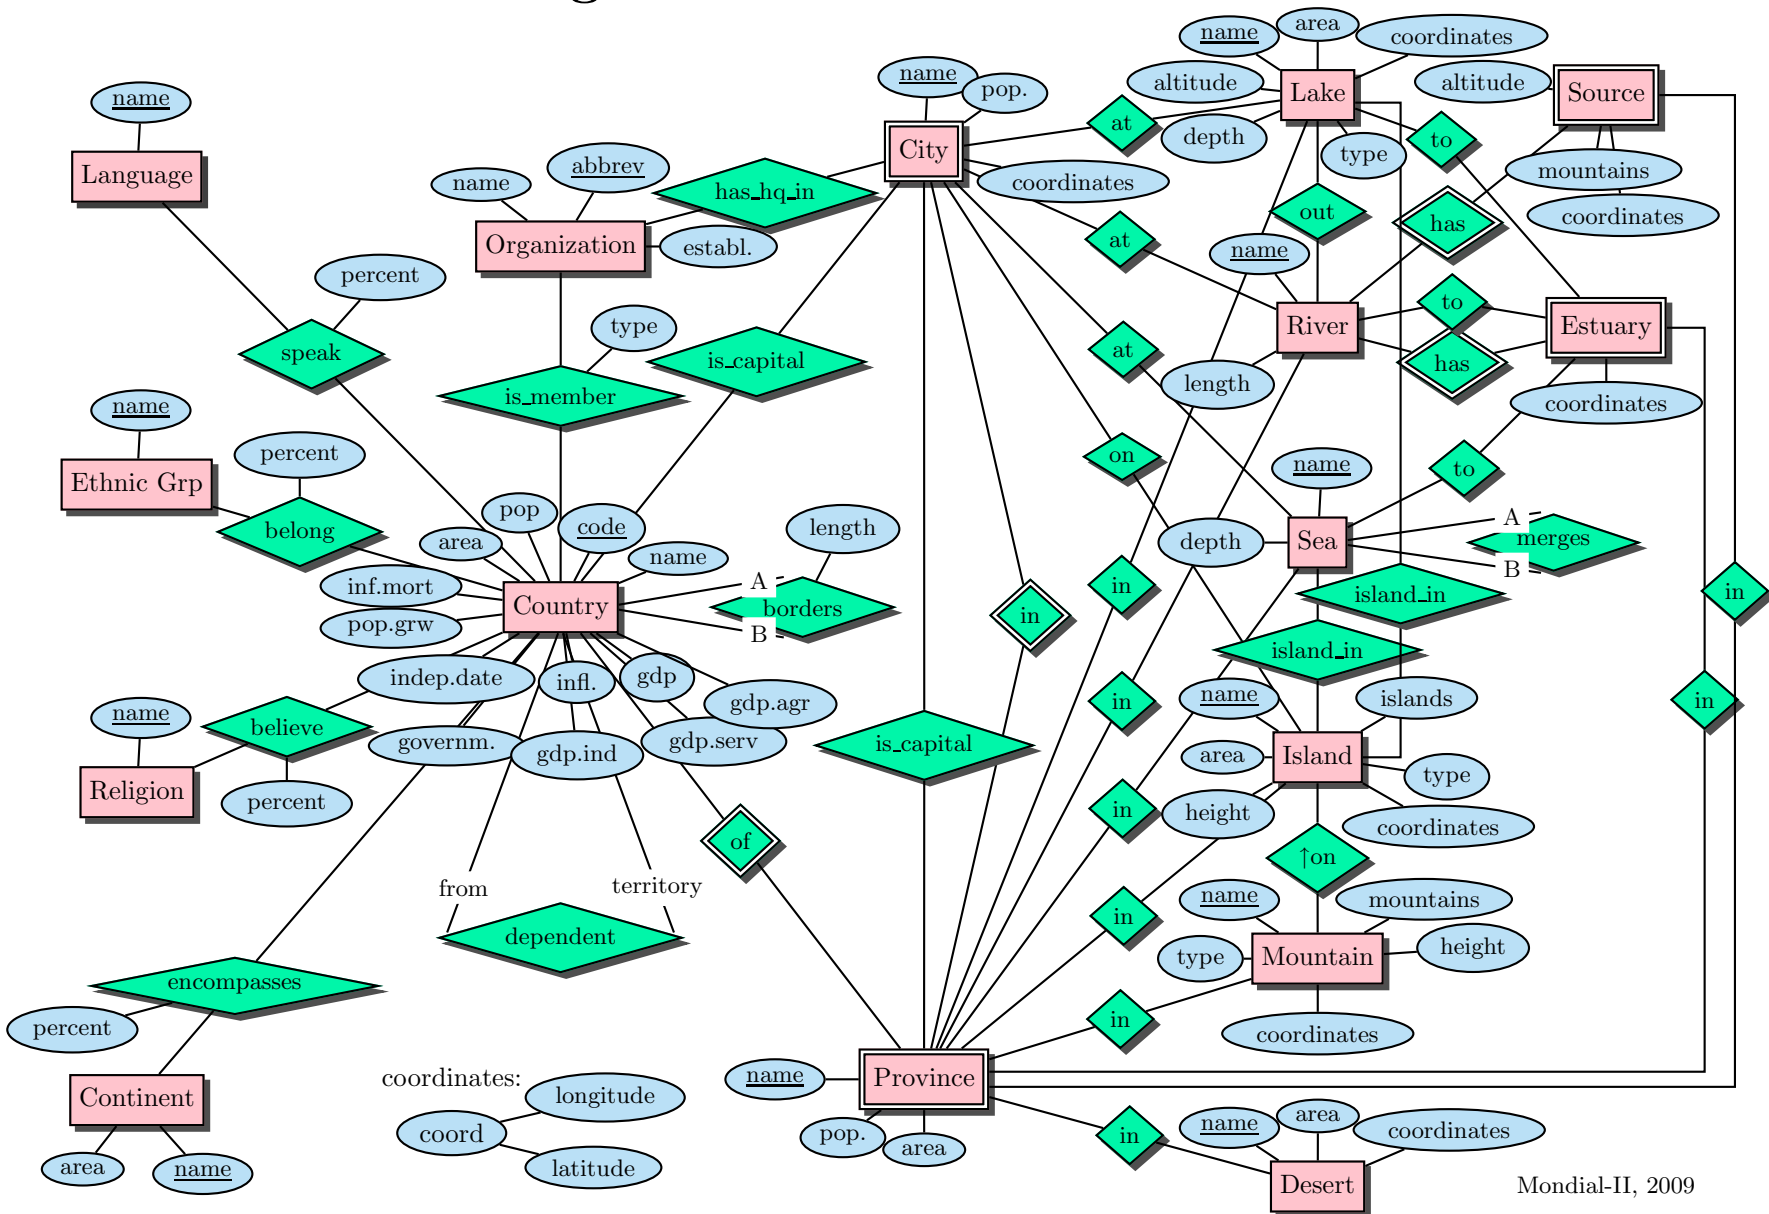 name
area
coordinates
name
pop.
altitude
Lake
altitude
Source
name
Language
at
depth
type
to
City
mountains
coordinates
name
abbrev
has_hq_in
coordinates
out
has
Organization
establ.
at
name
percent
type
River
to
Estuary
speak
is_capital
at
has
is_member
length
coordinates
name
Ethnic Grp
percent
on
name
to
belong
pop
code
length
area
name
depth
Sea
A
merges
B
inf.mort
A
in
island_in
in
Country
borders
pop.grw
B
in
island_in
indep.date
infl.
gdp
gdp.agr
in
name
islands
in
name
believe
governm.
gdp.ind
gdp.serv
is_capital
area
Island
type
Religion
percent
in
height
coordinates
of
↑on
from
territory
name
mountains
dependent
in
height
type
Mountain
encompasses
percent
in
coordinates
coordinates:
longitude
name
Province
Continent
coord
pop.
area
in
name
area
coordinates
area
name
latitude
Desert
Mondial-II, 2009